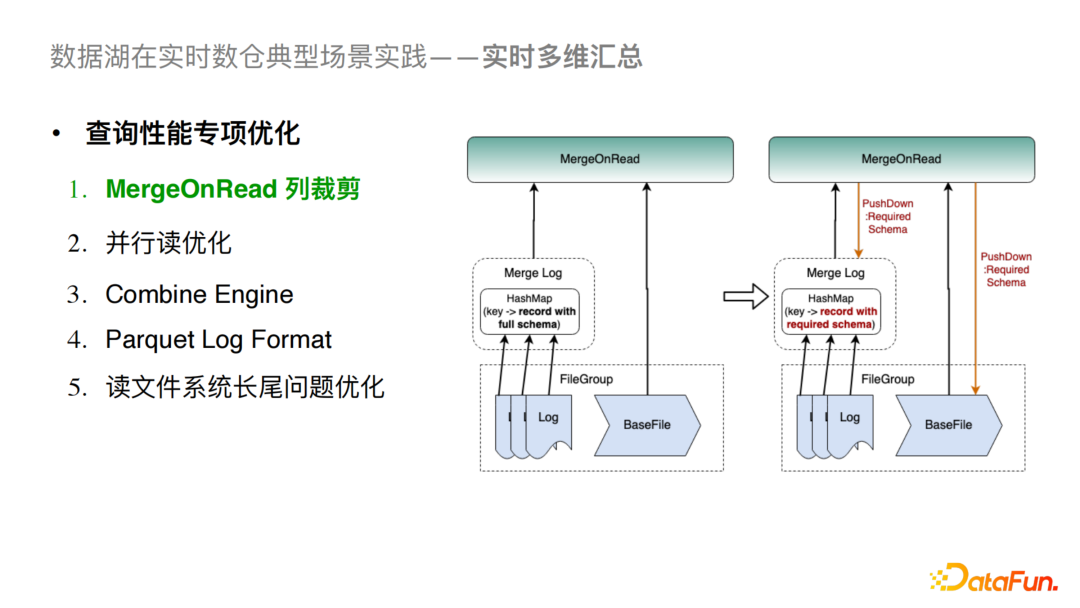 数据湖在实时数仓典型场景实践——实时多维汇总
• 查询性能专项优化
1. MergeOnRead 列裁剪
2. 并行读优化
3. Combine Engine
4. Parquet Log Format
5. 读文件系统长尾问题优化
MergeOnRead
Merge Log
HashMap
(key -> record with
full schema)
FileGroup
Log
BaseFile
MergeOnRead
PushDown
:Required
Schema
PushDown
:Required
Schema
Merge Log
HashMap
(key -> record with
required schema)
FileGroup
Log
BaseFile
DataFun.